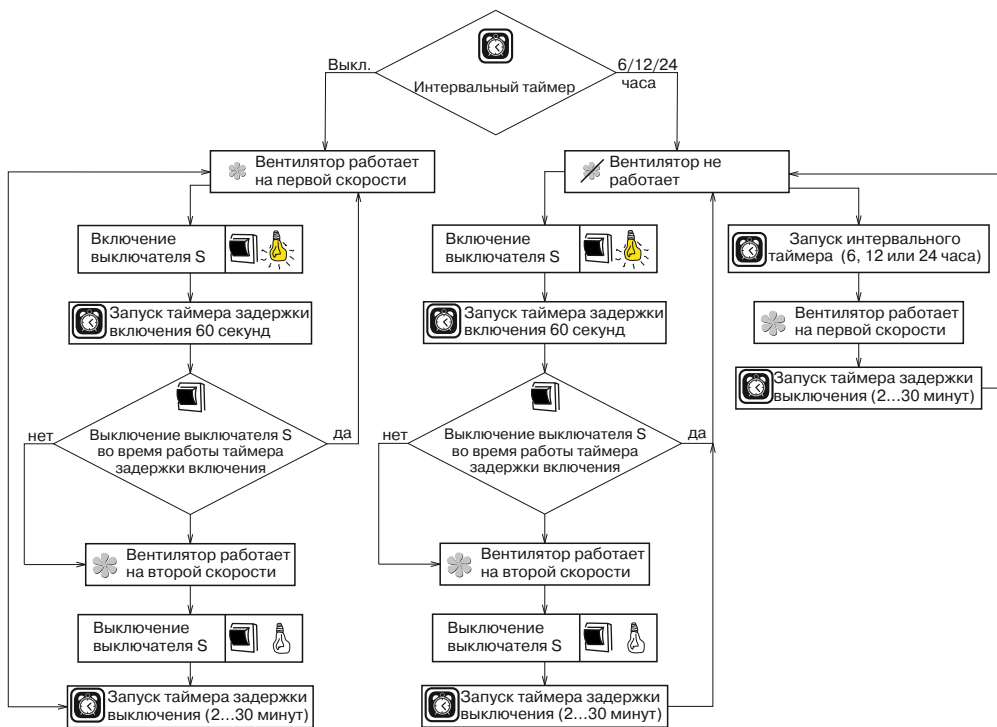 Выкл.
6/12/24
часа
Интервальный таймер
Вентилятор работает
на первой скорости
Включение
выключателя S
Запуск таймера задержки
включения 60 секунд
Выключение выключателя S
во время работы таймера
задержки включения
нет
да
Вентилятор работает
на второй скорости
Выключение
выключателя S
Запуск таймера задержки
выключения (2...30 минут)
Вентилятор не
работает
Включение
выключателя S
Запуск таймера задержки
включения 60 секунд
Выключение выключателя S
во время работы таймера
задержки включения
нет
да
Вентилятор работает
на второй скорости
Выключение
выключателя S
Запуск таймера задержки
выключения (2...30 минут)
Запуск интервального
таймера (6, 12 или 24 часа)
Вентилятор работает
на первой скорости
Запуск таймера задержки
выключения (2...30 минут)